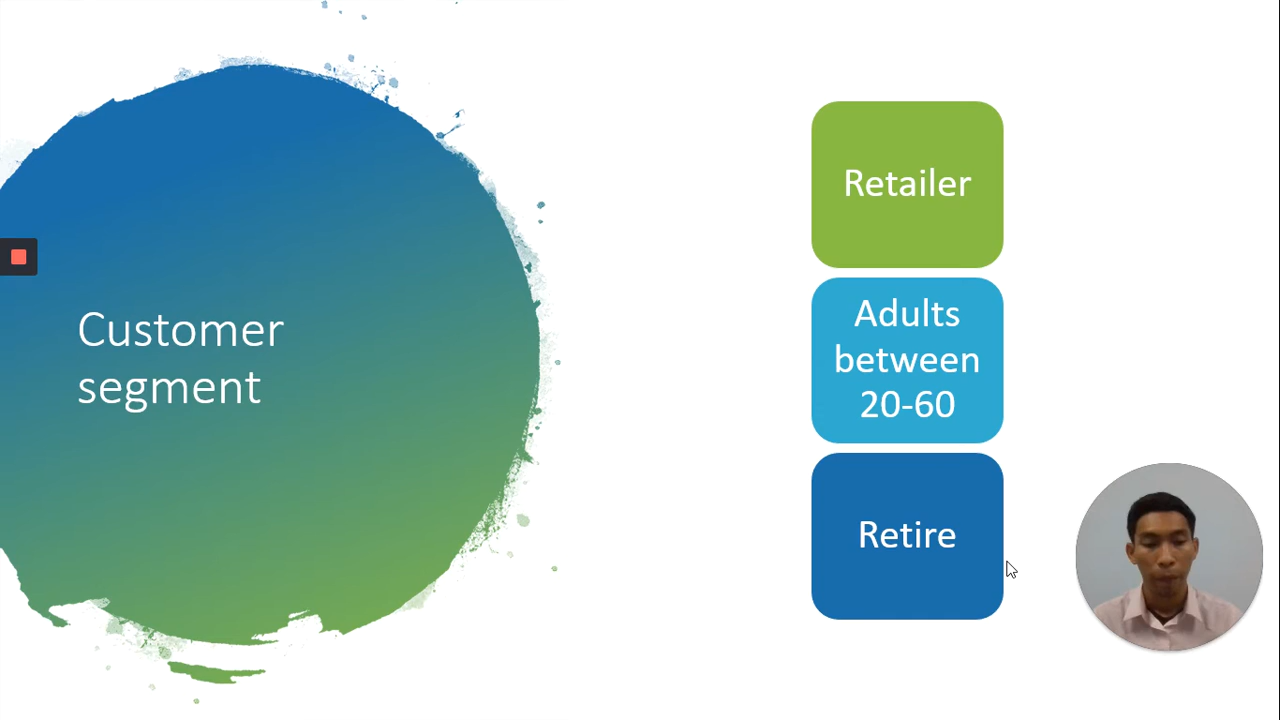 Customer
segment
Retailer
Adults
between
20-60
Retire